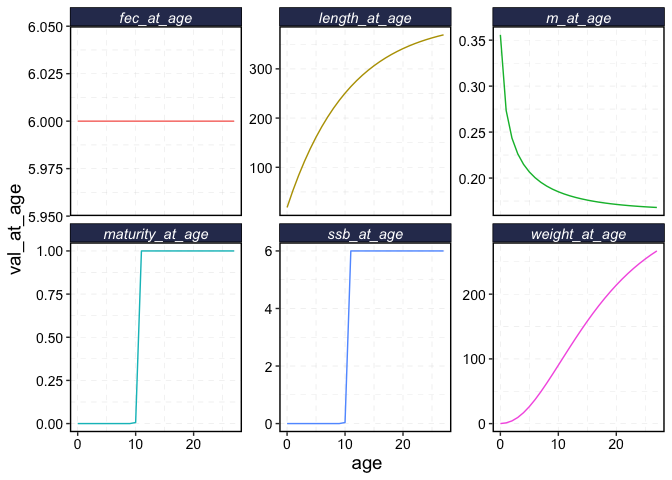 fec_at_age
length_at_age
m_at_age
6.050
6.025
6.000
5.975
5.950
300
200
100
0.35
0.30
0.25
0.20
val_at_age
maturity_at_age
ssb_at_age
weight_at_age
1.00
0.75
0.50
0.25
0.00
6
4
2
0
200
100
0
0 10 20
0 10 20
0 10 20
age